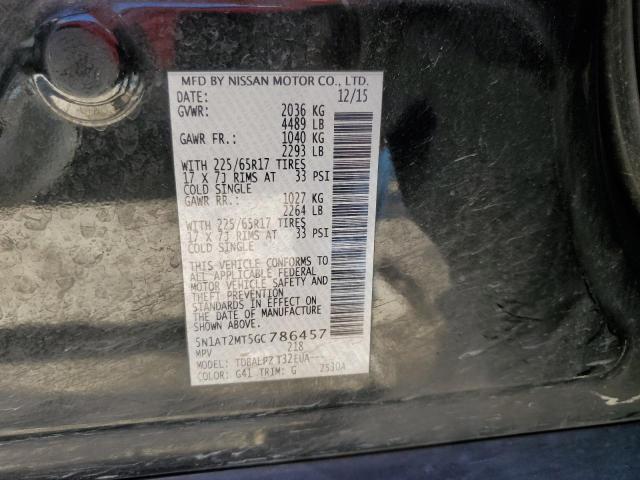 MFD BY NISSAN MOTOR CO., LTD.
DATE: 12/15
GVWR: 2036 KG
4489 LB
GAWR FR.: 1040 KG
2293 LB
WITH 225/65R17 TIRES
17 X 7J RIMS AT 33 PSI
COLD SINGLE
GAWR RR.: 1027 KG
2264 LB
WITH 225/65R17 TIRES
17 X 7J RIMS AT 33 PSI
COLD SINGLE
THIS VEHICLE CONFORMS TO
ALL APPLICABLE FEDERAL
MOTOR VEHICLE SAFETY AND
THEFT PREVENTION
STANDARDS IN EFFECT ON
THE DATE OF MANUFACTURE
SHOWN ABOVE.
5N1AT2MT5GC786457
MPV 218
MODEL: TDBALPZ T32EUA--
COLOR: G41 TRIM: G 2530A